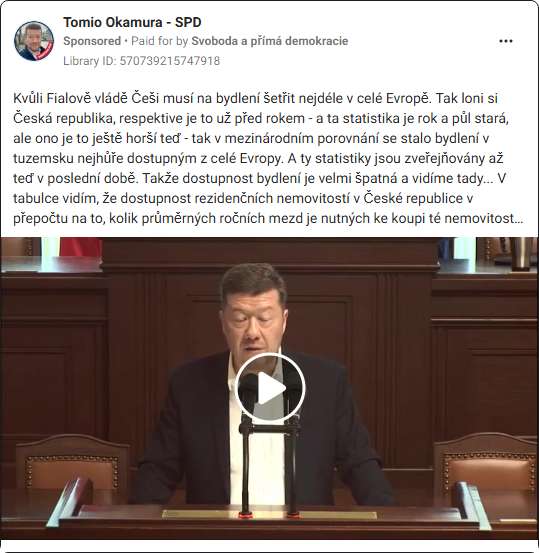 Tomio Okamura - SPD
Sponsored • Paid for by Svoboda a přímá demokracie
Library ID: 570739215747918
Kvůli Fialově vládě Češi musí na bydlení šetřit nejdéle v celé Evropě. Tak loni si
Česká republika, respektive je to už před rokem - a ta statistika je rok a půl stará,
ale ono je to ještě horší teď - tak v mezinárodním porovnání se stalo bydlení v
tuzemsku nejhůře dostupným z celé Evropy. A ty statistiky jsou zveřejňovány až
teď v poslední době. Takže dostupnost bydlení je velmi špatná a vidíme tady... V
tabulce vidím, že dostupnost rezidenčních nemovitostí v České republice v
přepočtu na to, kolik průměrných ročních mezd je nutných ke koupi té nemovitost...